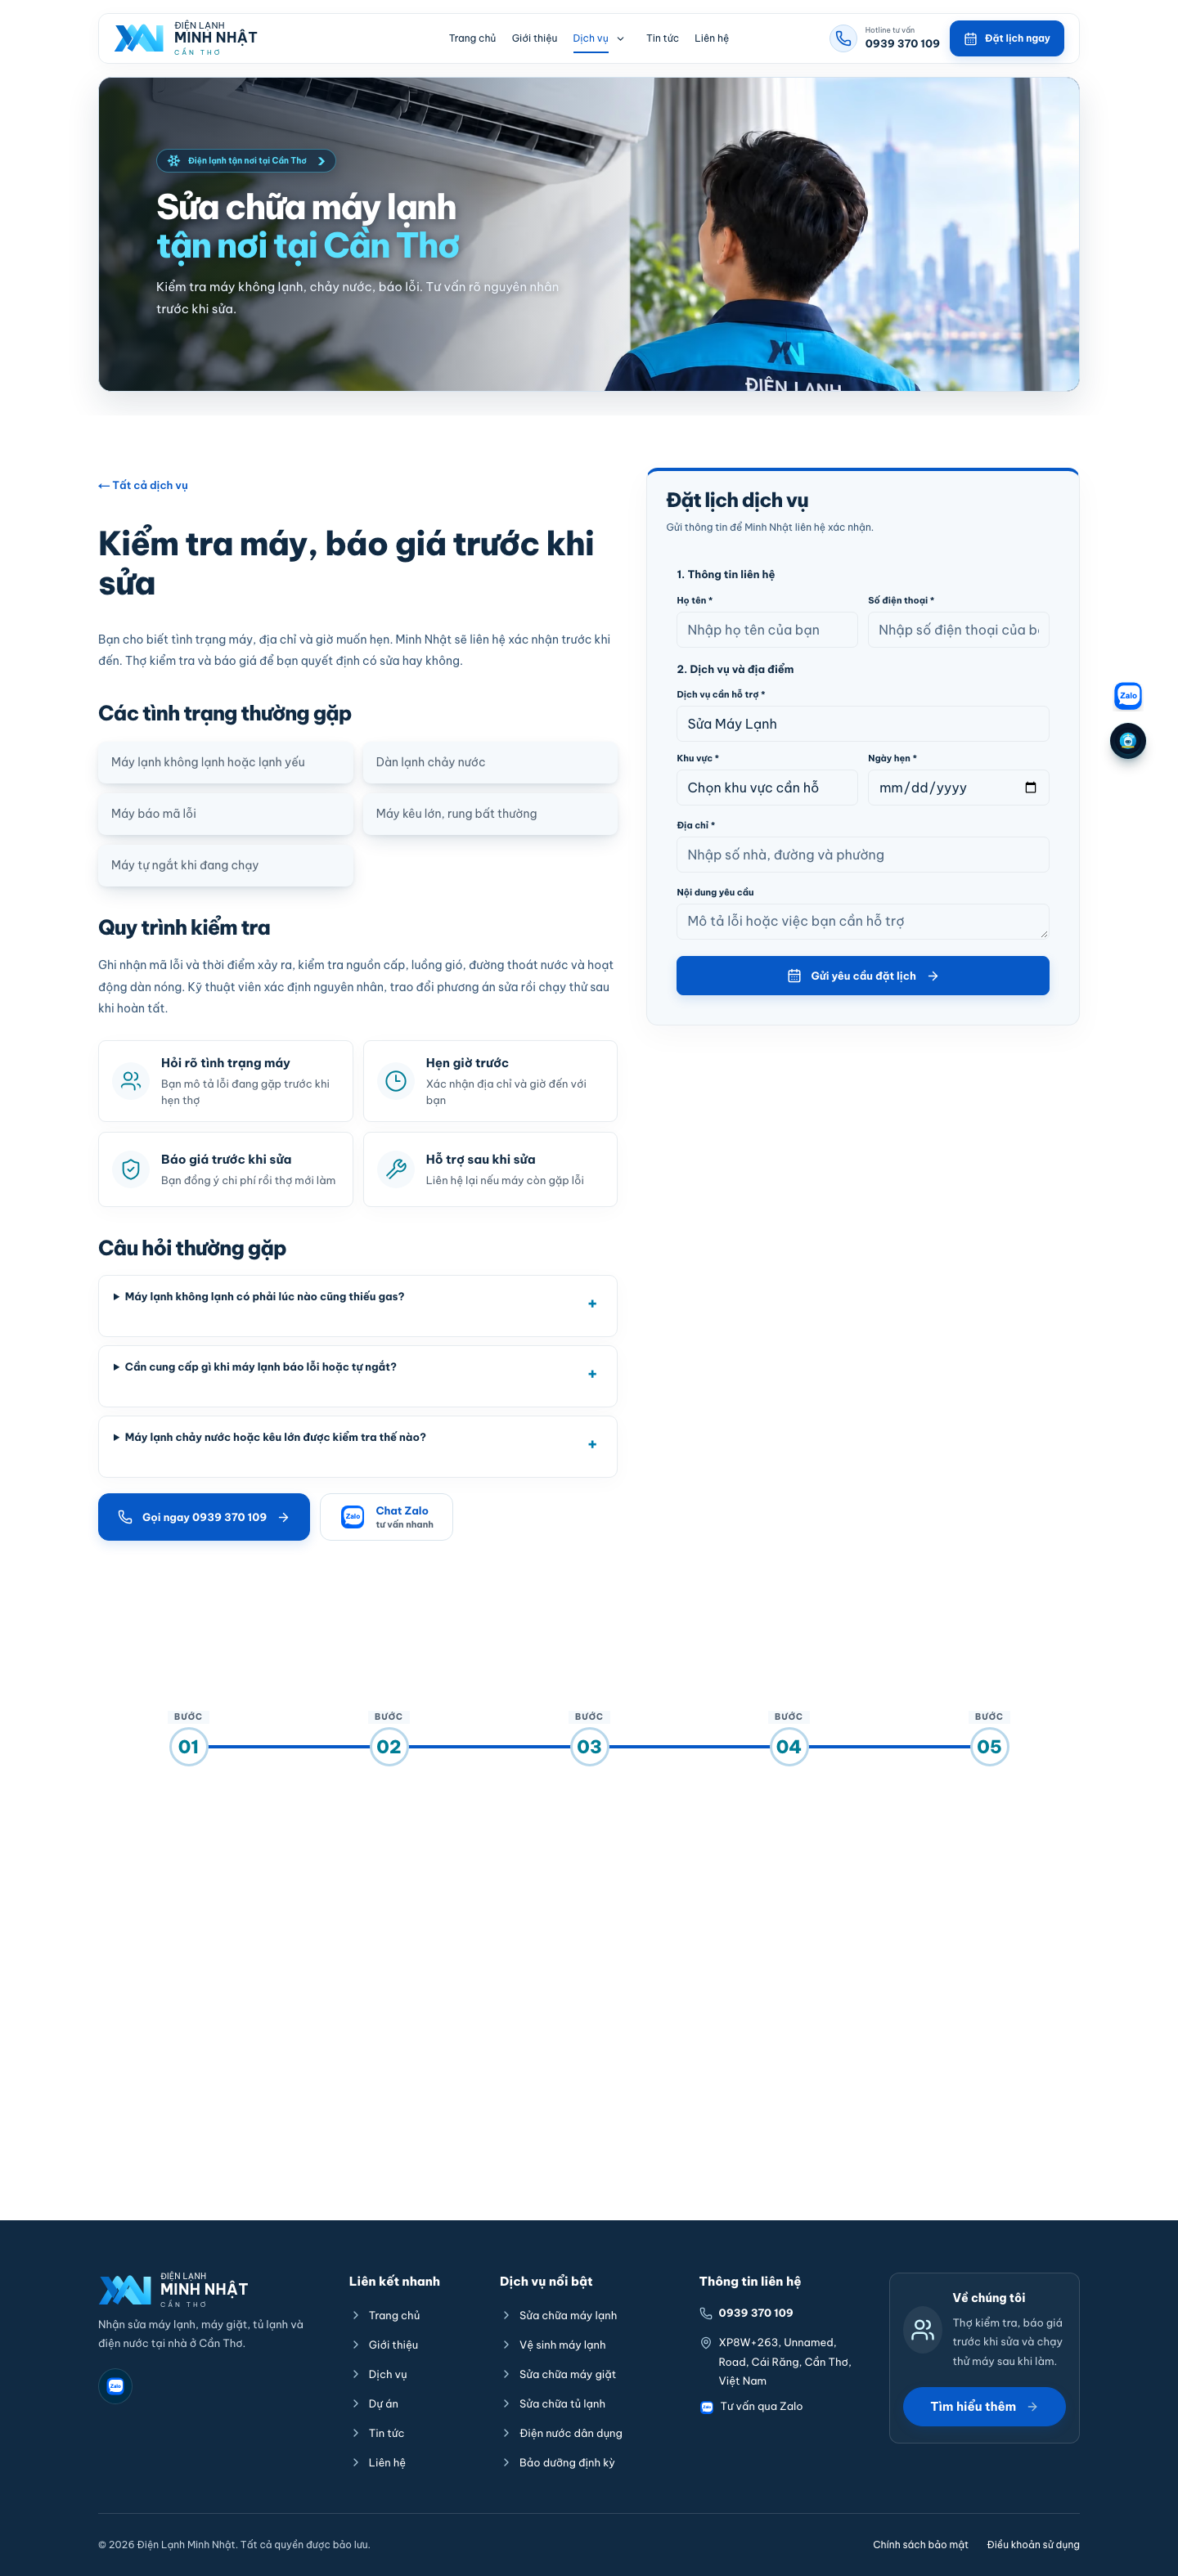 ĐIỆN LẠNH
MINH NHẬT
CẦN THƠ
Trang chủ
Giới thiệu
Dịch vụ
Tin tức
Liên hệ
Hotline tư vấn
0939 370 109
Đặt lịch ngay
Điện lạnh tận nơi tại Cần Thơ
Sửa chữa máy lạnh
tận nơi tại Cần Thơ
Kiểm tra máy không lạnh, chảy nước, báo lỗi. Tư vấn rõ nguyên nhân
trước khi sửa.
ĐIỆN LẠNH
← Tất cả dịch vụ
Kiểm tra máy, báo giá trước khi
sửa
Bạn cho biết tình trạng máy, địa chỉ và giờ muốn hẹn. Minh Nhật sẽ liên hệ xác nhận trước khi
đến. Thợ kiểm tra và báo giá để bạn quyết định có sửa hay không.
Các tình trạng thường gặp
Máy lạnh không lạnh hoặc lạnh yếu
Dàn lạnh chảy nước
Máy báo mã lỗi
Máy kêu lớn, rung bất thường
Máy tự ngắt khi đang chạy
Quy trình kiểm tra
Ghi nhận mã lỗi và thời điểm xảy ra, kiểm tra nguồn cấp, luồng gió, đường thoát nước và hoạt
động dàn nóng. Kỹ thuật viên xác định nguyên nhân, trao đổi phương án sửa rồi chạy thử sau
khi hoàn tất.
Hỏi rõ tình trạng máy
Bạn mô tả lỗi đang gặp trước khi
hẹn thợ
Hẹn giờ trước
Xác nhận địa chỉ và giờ đến với
bạn
Báo giá trước khi sửa
Bạn đồng ý chi phí rồi thợ mới làm
Hỗ trợ sau khi sửa
Liên hệ lại nếu máy còn gặp lỗi
Câu hỏi thường gặp
Máy lạnh không lạnh có phải lúc nào cũng thiếu gas?
+
Cần cung cấp gì khi máy lạnh báo lỗi hoặc tự ngắt?
+
Máy lạnh chảy nước hoặc kêu lớn được kiểm tra thế nào?
+
Gọi ngay 0939 370 109
Zalo
Chat Zalo
tư vấn nhanh
Đặt lịch dịch vụ
Gửi thông tin để Minh Nhật liên hệ xác nhận.
1. Thông tin liên hệ
Họ tên *
Số điện thoại *
Nhập họ tên của bạn
Nhập số điện thoại của bạ
2. Dịch vụ và địa điểm
Dịch vụ cần hỗ trợ *
Sửa Máy Lạnh
Khu vực *
Ngày hẹn *
Chọn khu vực cần hỗ
mm/dd/yyyy
Địa chỉ *
Nhập số nhà, đường và phường
Nội dung yêu cầu
Mô tả lỗi hoặc việc bạn cần hỗ trợ
Gửi yêu cầu đặt lịch
Zalo
BƯỚC
01
BƯỚC
02
BƯỚC
03
BƯỚC
04
BƯỚC
05
ĐIỆN LẠNH
MINH NHẬT
CẦN THƠ
Nhận sửa máy lạnh, máy giặt, tủ lạnh và
điện nước tại nhà ở Cần Thơ.
Zalo
Liên kết nhanh
Trang chủ
Giới thiệu
Dịch vụ
Dự án
Tin tức
Liên hệ
Dịch vụ nổi bật
Sửa chữa máy lạnh
Vệ sinh máy lạnh
Sửa chữa máy giặt
Sửa chữa tủ lạnh
Điện nước dân dụng
Bảo dưỡng định kỳ
Thông tin liên hệ
0939 370 109
XP8W+263, Unnamed,
Road, Cái Răng, Cần Thơ,
Việt Nam
Zalo
Tư vấn qua Zalo
Về chúng tôi
Thợ kiểm tra, báo giá
trước khi sửa và chạy
thử máy sau khi làm.
Tìm hiểu thêm
© 2026 Điện Lạnh Minh Nhật. Tất cả quyền được bảo lưu.
Chính sách bảo mật
Điều khoản sử dụng